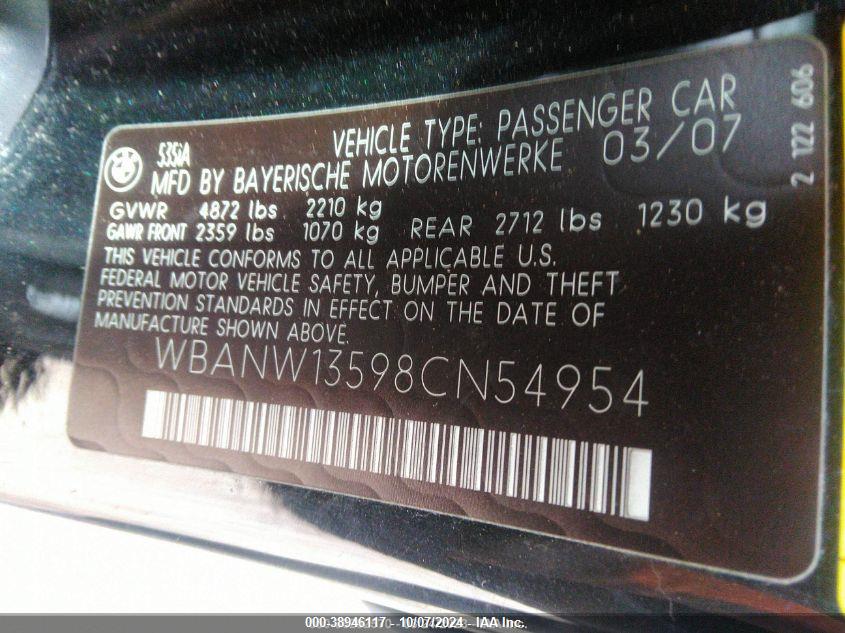 BMW
535iA VEHICLE TYPE: PASSENGER CAR
MFD BY BAYERISCHE MOTORENWERKE 03/07
GVWR 4872 lbs 2210 kg
GAWR FRONT 2359 lbs 1070 kg REAR 2712 lbs 1230 kg
THIS VEHICLE CONFORMS TO ALL APPLICABLE U.S.
FEDERAL MOTOR VEHICLE SAFETY, BUMPER AND THEFT
PREVENTION STANDARDS IN EFFECT ON THE DATE OF
MANUFACTURE SHOWN ABOVE.
WBANW13598CN54954
2 122 606
000-38946117 - 10/07/2024 - IAA Inc.